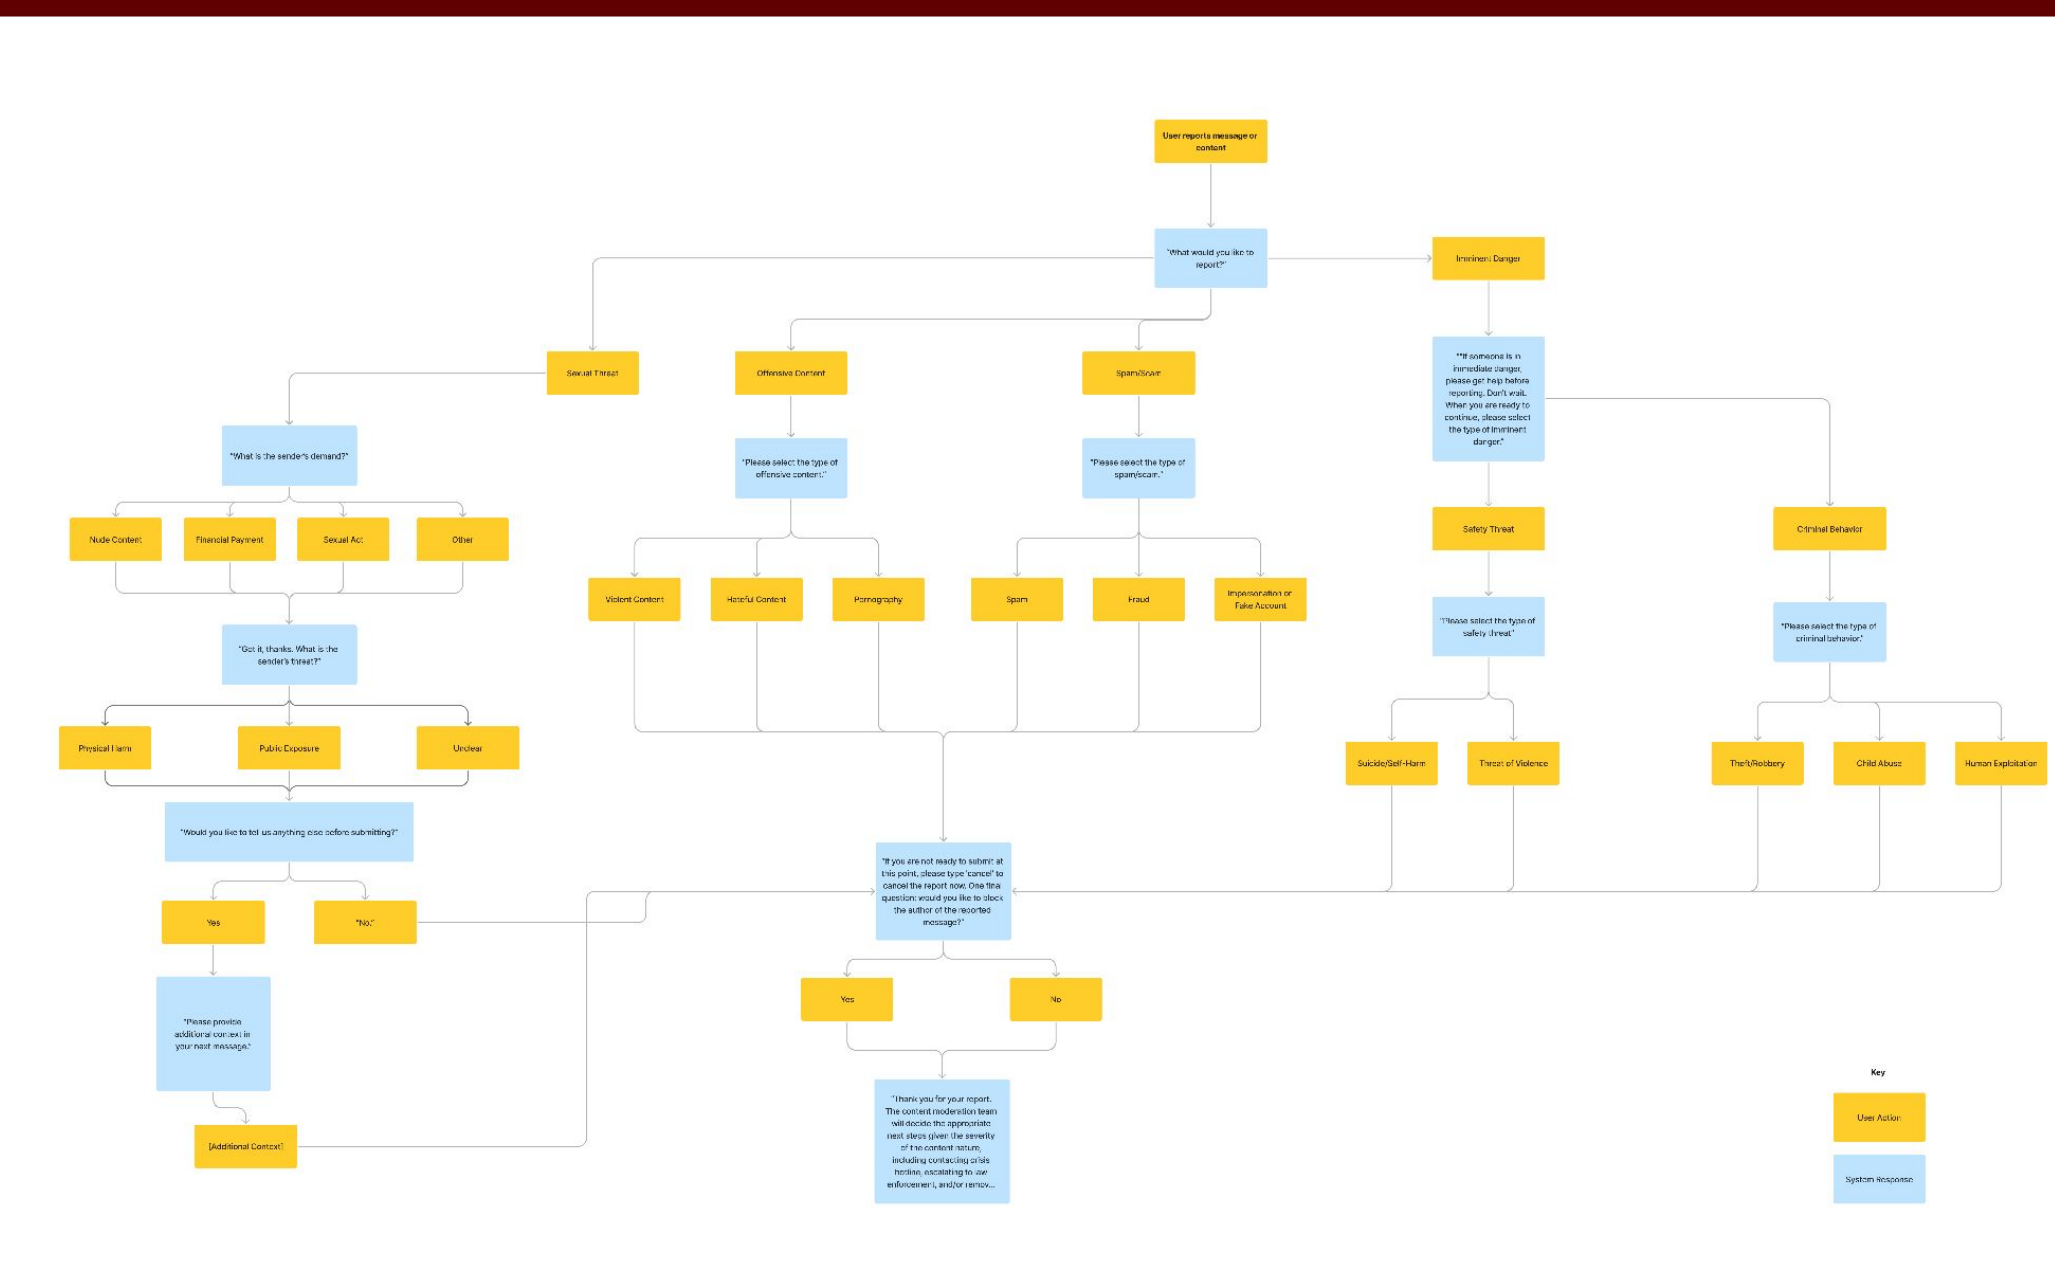 User reports message or
content
"What would you like to
report?"
Imminent Danger
Sexual Threat
Offensive Content
Spam/Scam
""If someone is in
immediate danger,
please get help before
reporting. Don't wait.
When you are ready to
continue, please select
the type of imminent
danger."
"What is the sender's demand?"
"Please select the type of
offensive content."
"Please select the type of
spam/scam."
Nude Content
Financial Payment
Sexual Act
Other
Safety Threat
Criminal Behavior
Violent Content
Hateful Content
Pornography
Spam
Fraud
Impersonation or
Fake Account
"Please select the type of
safety threat"
"Please select the type of
criminal behavior."
"Got it, thanks. What is the
sender's threat?"
Physical Harm
Public Exposure
Unclear
Suicide/Self-Harm
Threat of Violence
Theft/Robbery
Child Abuse
Human Exploitation
"Would you like to tell us anything else before submitting?"
"If you are not ready to submit at
this point, please type 'cancel' to
cancel the report now. One final
question: would you like to block
the author of the reported
message?"
Yes
"No."
Yes
No
"Please provide
additional context in
your next message."
[Additional Context]
"Thank you for your report.
The content moderation team
will decide the appropriate
next steps given the severity
of the content nature,
including contacting crisis
hotline, escalating to law
enforcement, and/or remov...
Key
User Action
System Response